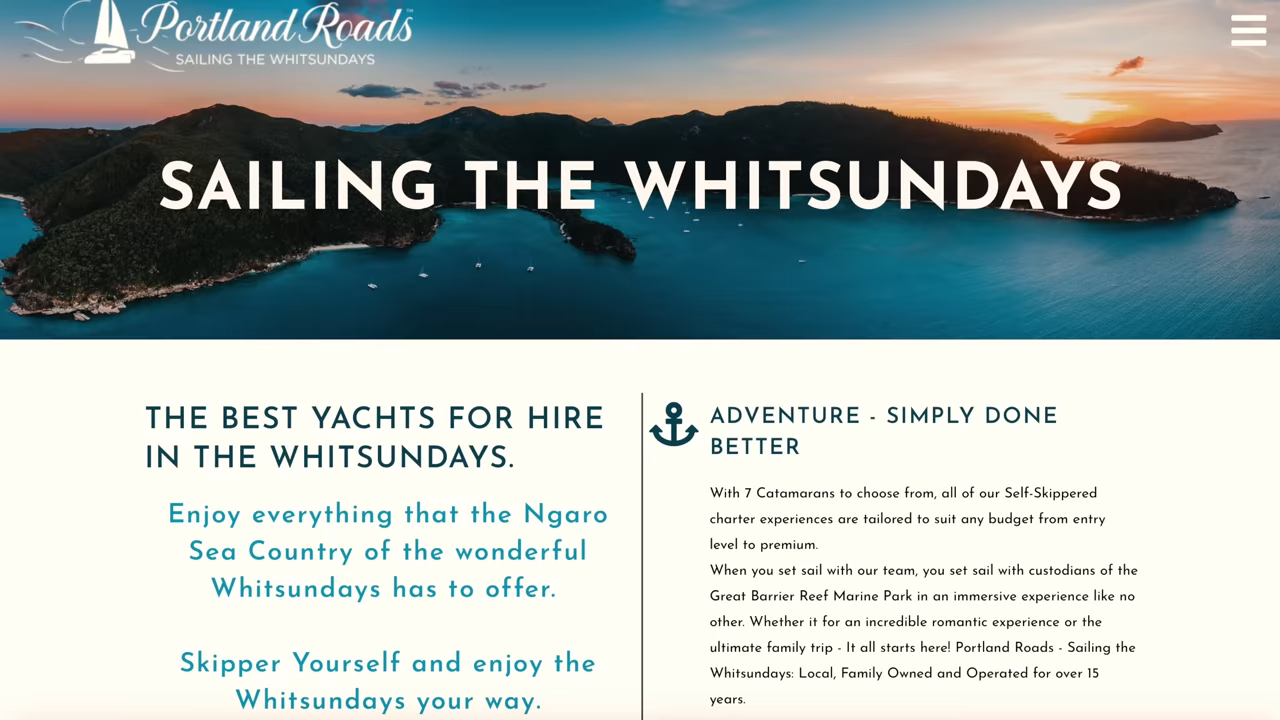 Portland Roads™
SAILING THE WHITSUNDAYS
SAILING THE WHITSUNDAYS
THE BEST YACHTS FOR HIRE
IN THE WHITSUNDAYS.
Enjoy everything that the Ngaro
Sea Country of the wonderful
Whitsundays has to offer.
Skipper Yourself and enjoy the
Whitsundays your way.
ADVENTURE - SIMPLY DONE
BETTER
With 7 Catamarans to choose from, all of our Self-Skippered
charter experiences are tailored to suit any budget from entry
level to premium.
When you set sail with our team, you set sail with custodians of the
Great Barrier Reef Marine Park in an immersive experience like no
other. Whether it for an incredible romantic experience or the
ultimate family trip - It all starts here! Portland Roads - Sailing the
Whitsundays: Local, Family Owned and Operated for over 15
years.